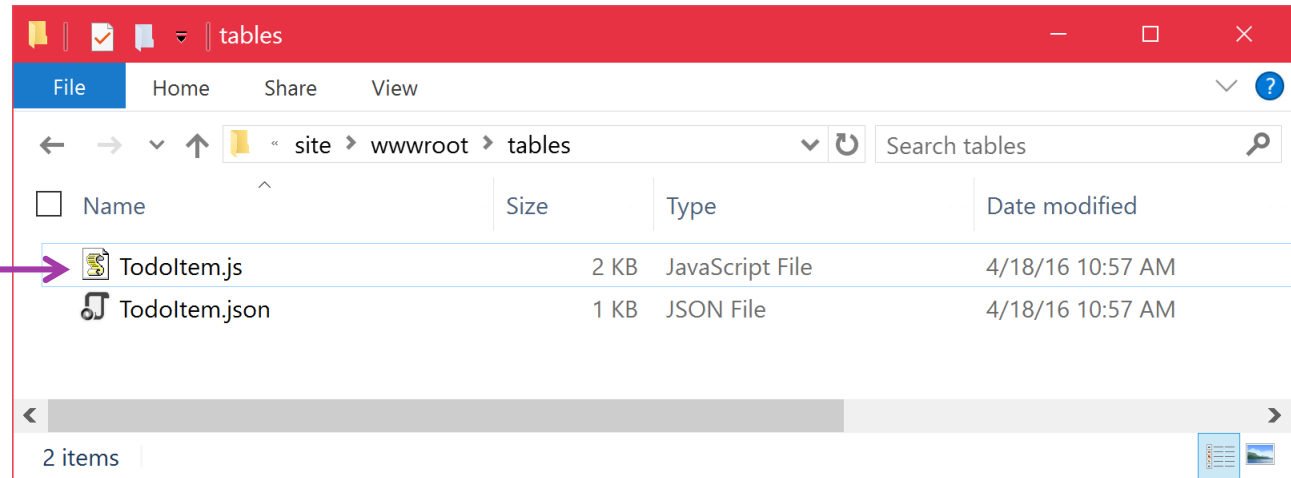 tables
File Home Share View ?
« site > wwwroot > tables Search tables
Name Size Type Date modified
TodoItem.js 2 KB JavaScript File 4/18/16 10:57 AM
TodoItem.json 1 KB JSON File 4/18/16 10:57 AM
2 items